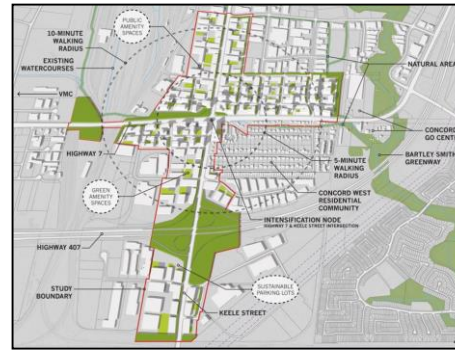 PUBLIC AMENITY SPACES
10-MINUTE WALKING RADIUS
EXISTING WATERCOURSES
VMC
HIGHWAY 7
GREEN AMENITY SPACES
HIGHWAY 407
STUDY BOUNDARY
NATURAL AREA
CONCORD GO CENT
5-MINUTE WALKING RADIUS
BARTLEY SMITH GREENWAY
CONCORD WEST RESIDENTIAL COMMUNITY
INTENSIFICATION NODE
HIGHWAY 7 & KEELE STREET INTERSECTION
SUSTAINABLE PARKING LOTS
KEELE STREET